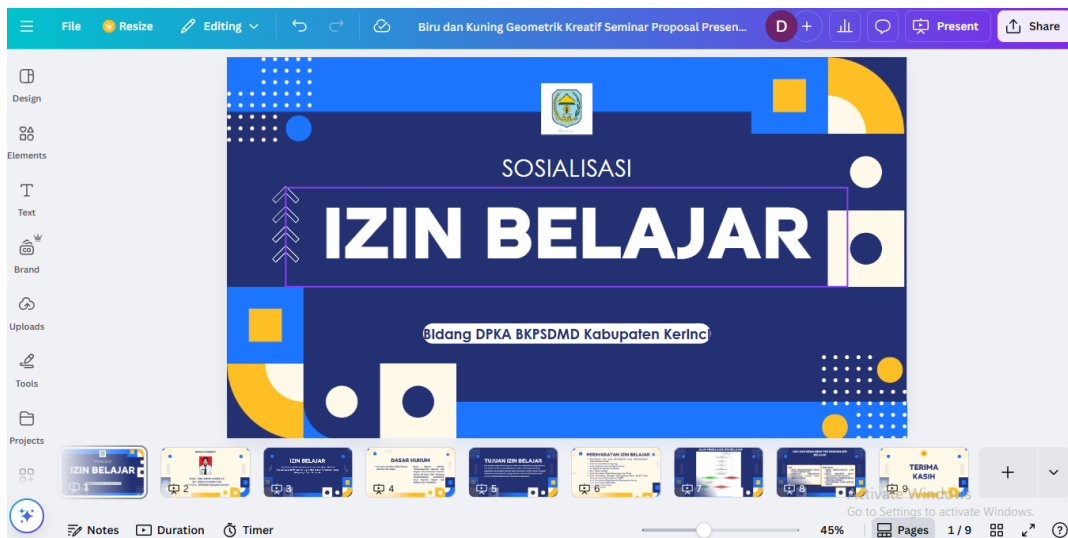 File
Resize
Editing
Biru dan Kuning Geometrik Kreatif Seminar Proposal Presen...
D
+
Present
Share
Design
Elements
Text
Brand
Uploads
Tools
Projects
SOSIALISASI
IZIN BELAJAR
Bidang DPKA BKPSDMD Kabupaten Kerinci
IZIN BELAJAR
1
2
IZIN BELAJAR
3
DASAR HUKUM
4
TUJUAN IZIN BELAJAR
5
PERSYARATAN IZIN BELAJAR
6
7
8
TERIMA
KASIH
9
Activate Windows
Go to Settings to activate Windows.
Notes
Duration
Timer
45%
Pages
1 / 9